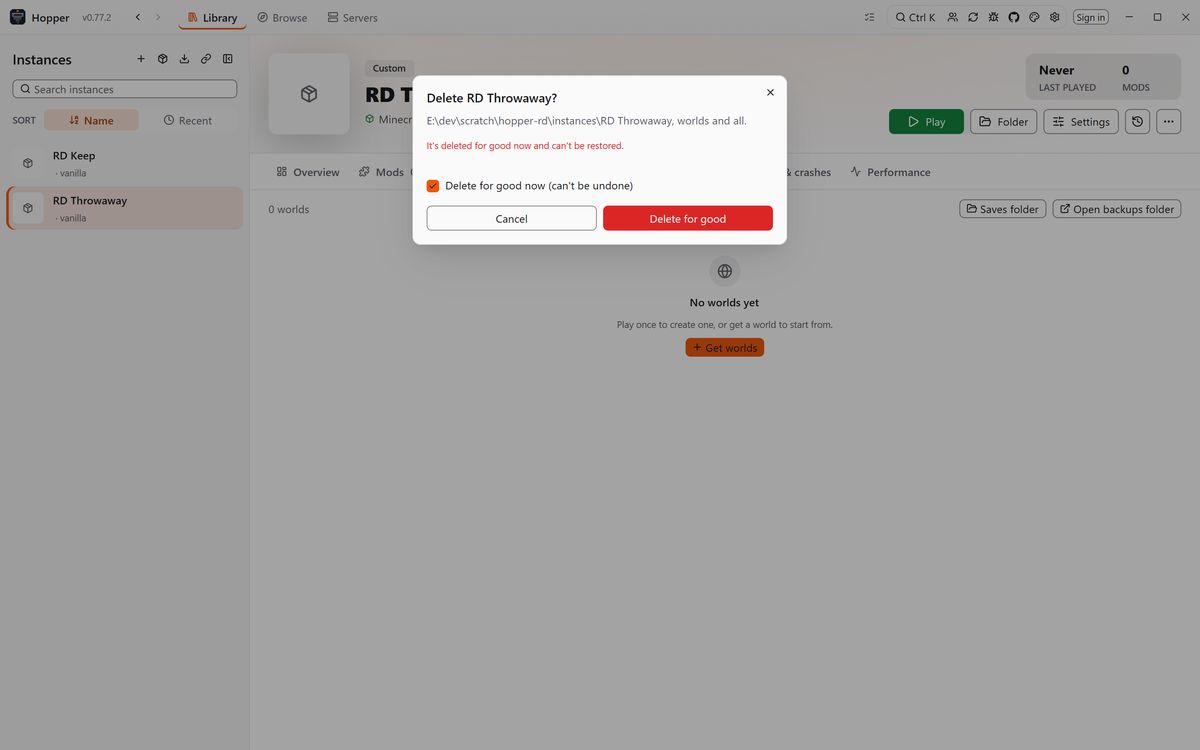 Hopper v0.77.2 Library Browse Servers Ctrl K Sign in
Instances
Search instances
SORT Name Recent
RD Keep
· vanilla
RD Throwaway
· vanilla
Custom
RD T
Minecr
Never 0
LAST PLAYED MODS
Play Folder Settings
Overview Mods & crashes Performance
0 worlds Saves folder Open backups folder
Delete RD Throwaway?
E:\dev\scratch\hopper-rd\instances\RD Throwaway, worlds and all.
It's deleted for good now and can't be restored.
Delete for good now (can't be undone)
Cancel Delete for good
No worlds yet
Play once to create one, or get a world to start from.
+ Get worlds